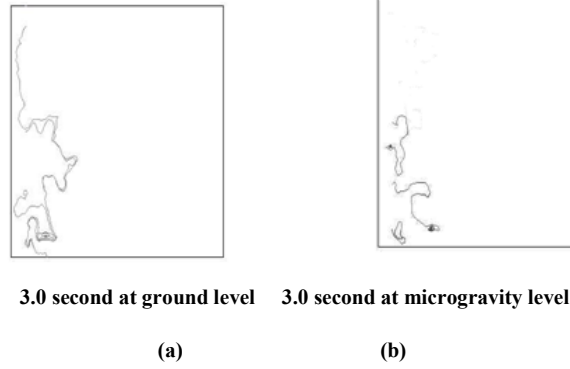 3.0 second at ground level 3.0 second at microgravity level
(a) (b)